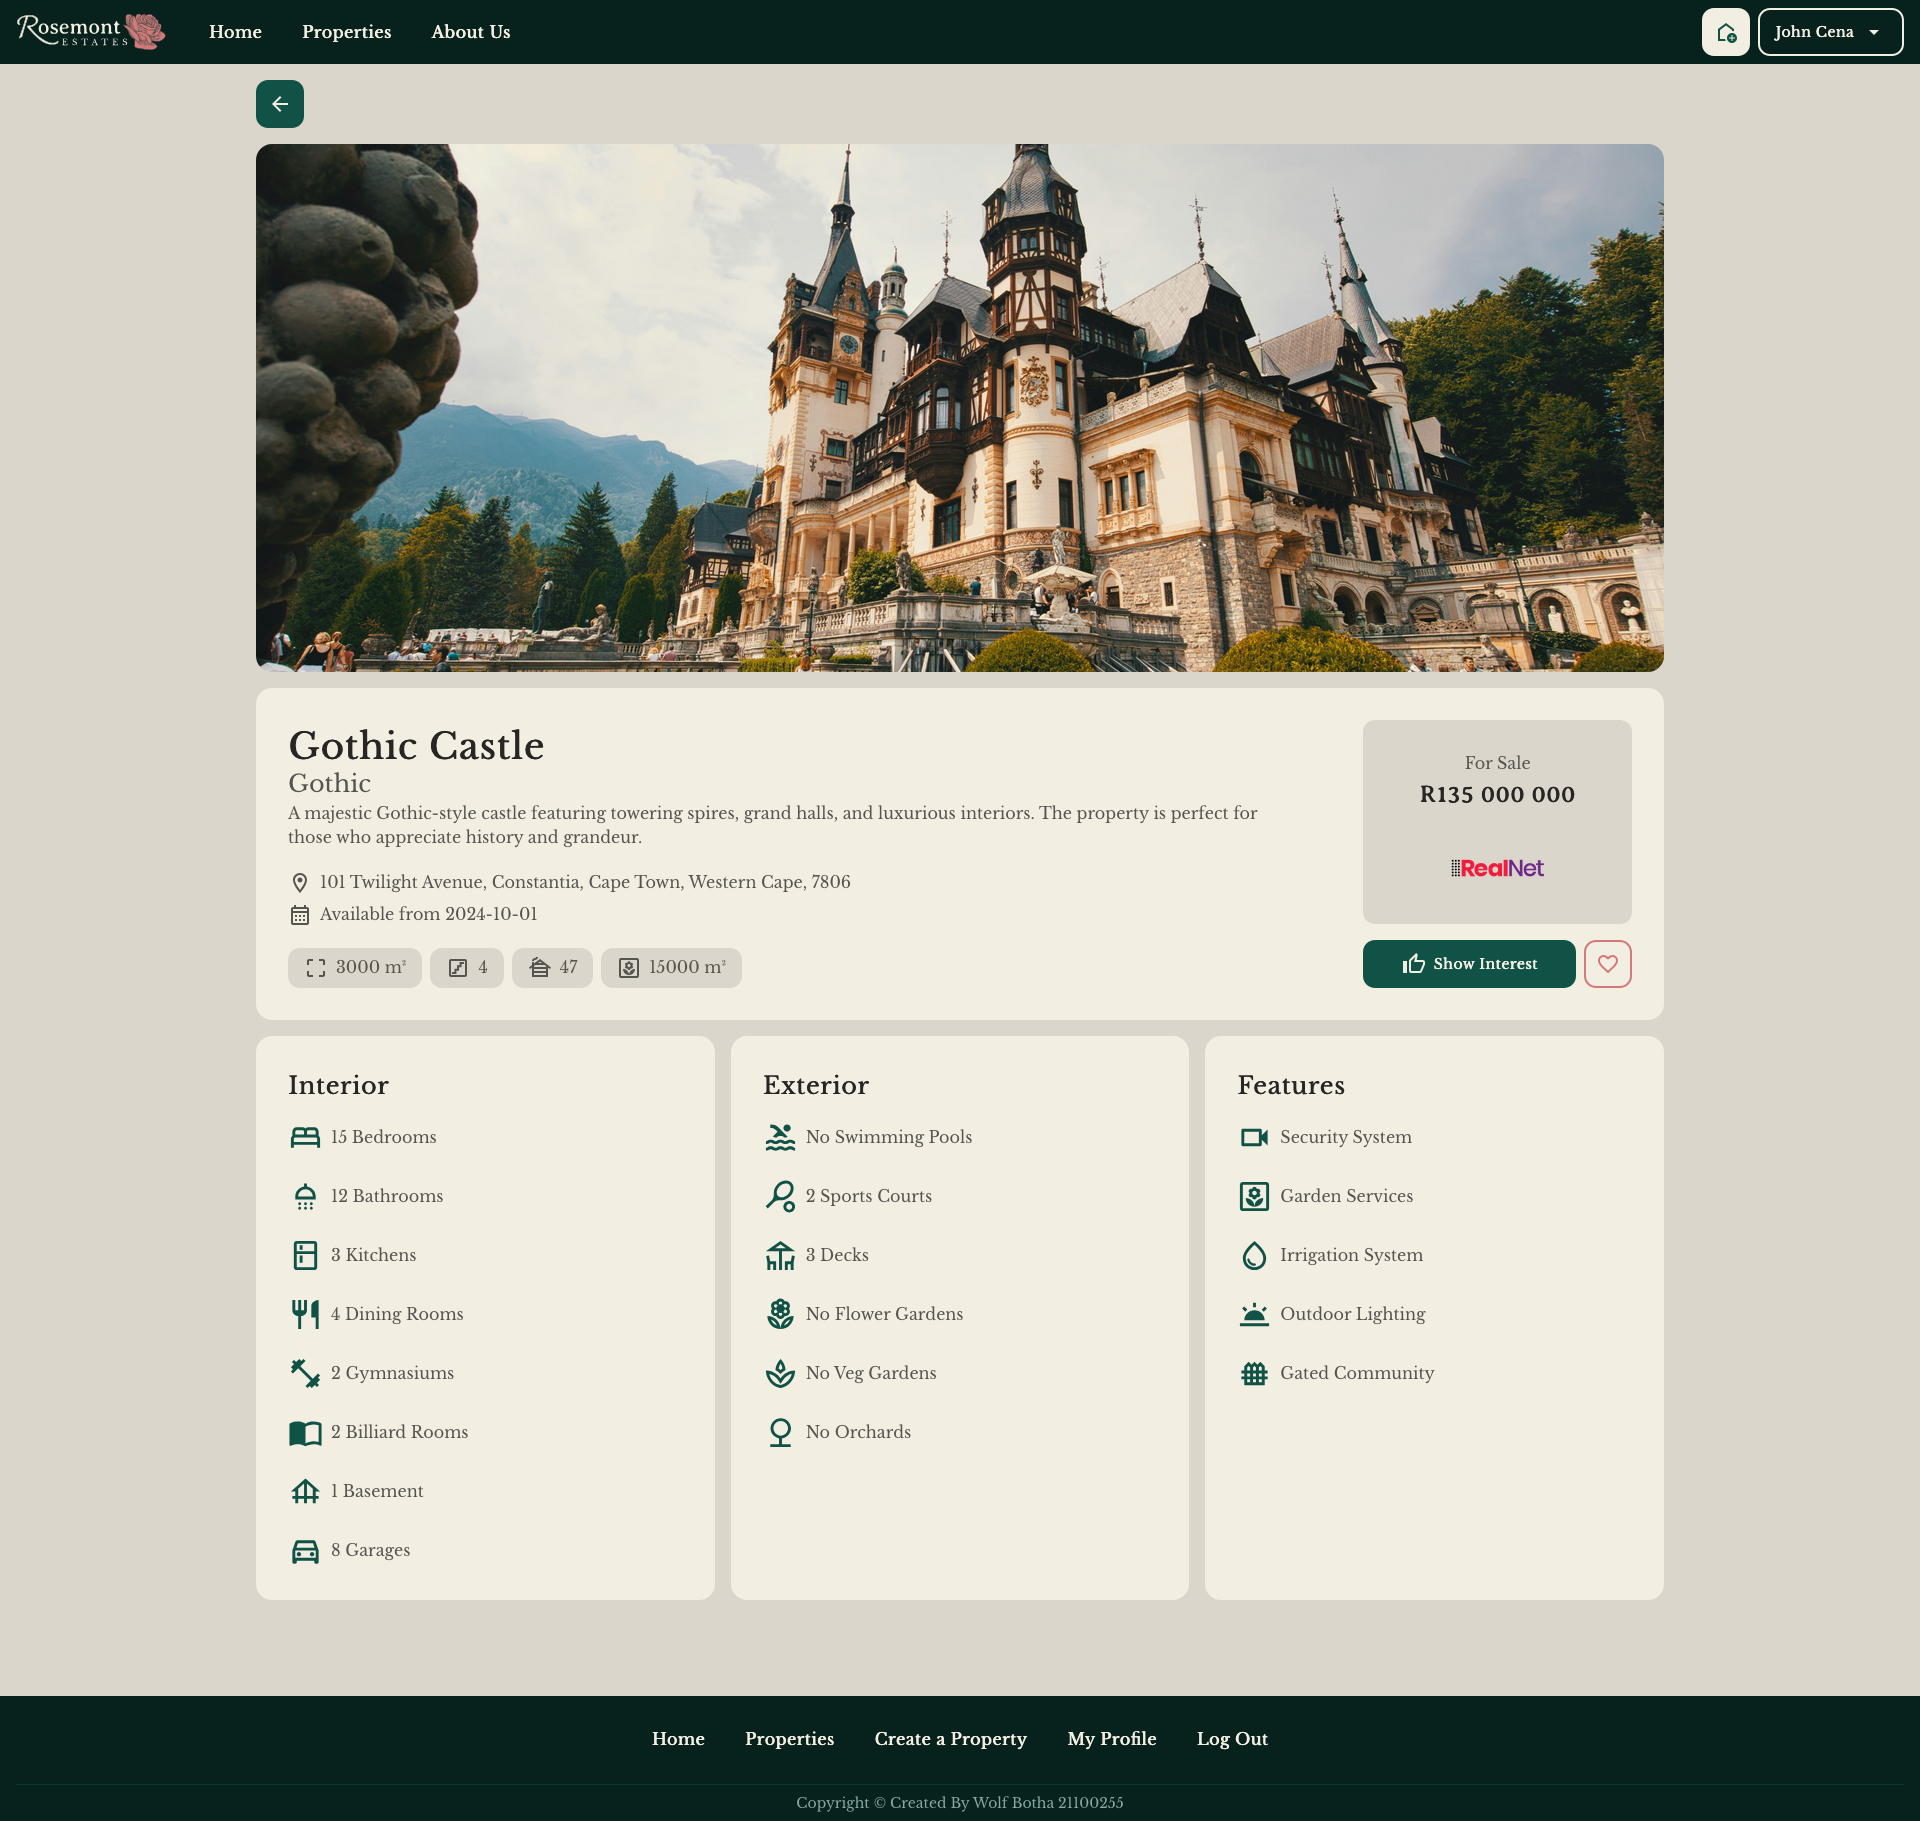 Rosemont
ESTATES
Home
Properties
About Us
John Cena
Gothic Castle
Gothic
A majestic Gothic-style castle featuring towering spires, grand halls, and luxurious interiors. The property is perfect for
those who appreciate history and grandeur.
101 Twilight Avenue, Constantia, Cape Town, Western Cape, 7806
Available from 2024-10-01
3000 m²
4
47
15000 m²
For Sale
R135 000 000
RealNet
Show Interest
Interior
15 Bedrooms
12 Bathrooms
3 Kitchens
4 Dining Rooms
2 Gymnasiums
2 Billiard Rooms
1 Basement
8 Garages
Exterior
No Swimming Pools
2 Sports Courts
3 Decks
No Flower Gardens
No Veg Gardens
No Orchards
Features
Security System
Garden Services
Irrigation System
Outdoor Lighting
Gated Community
Home
Properties
Create a Property
My Profile
Log Out
Copyright © Created By Wolf Botha 21100255